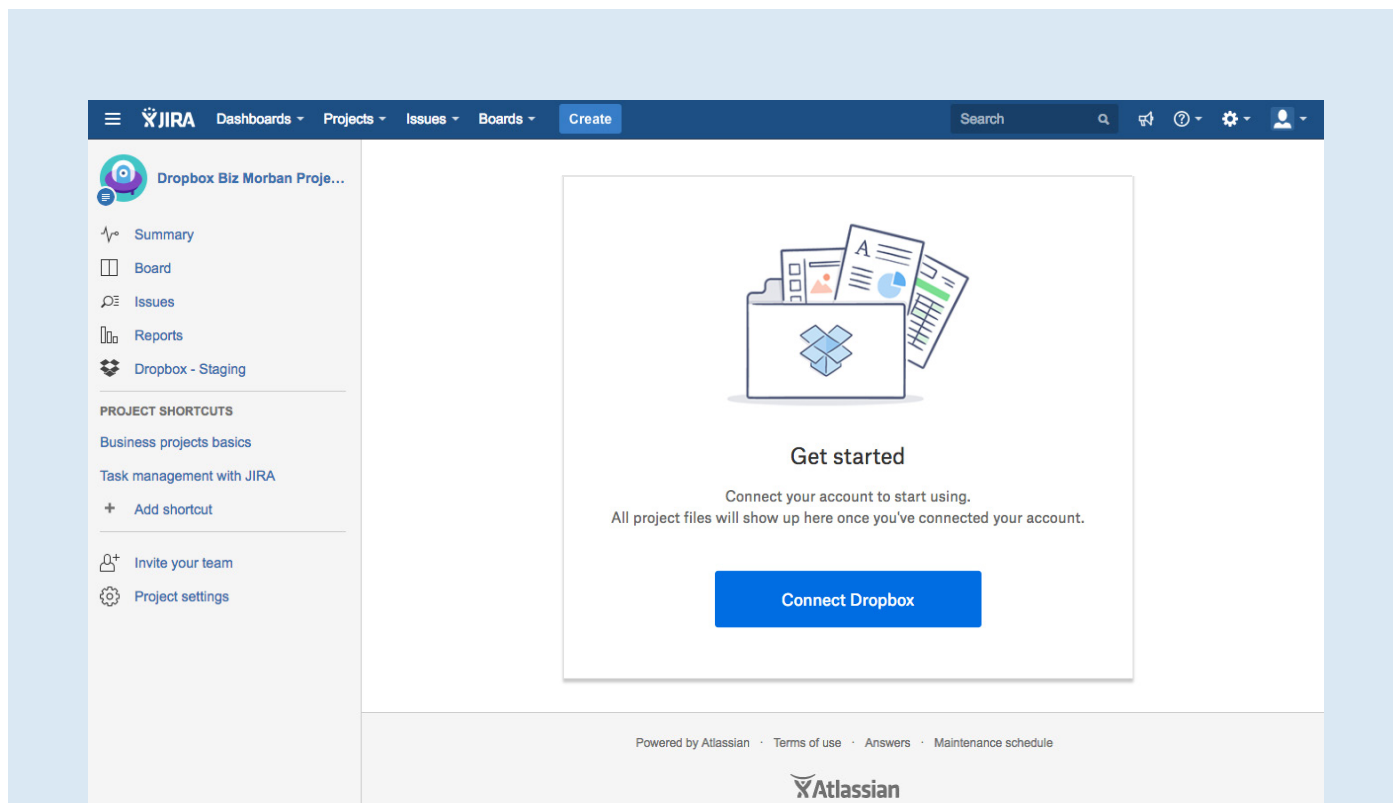 JIRA Dashboards Projects Issues Boards Create Search
Dropbox Biz Morban Proje...
Summary
Board
Issues
Reports
Dropbox - Staging
PROJECT SHORTCUTS
Business projects basics
Task management with JIRA
+ Add shortcut
Invite your team
Project settings
A
Get started
Connect your account to start using.
All project files will show up here once you've connected your account.
Connect Dropbox
Powered by Atlassian · Terms of use · Answers · Maintenance schedule
Atlassian